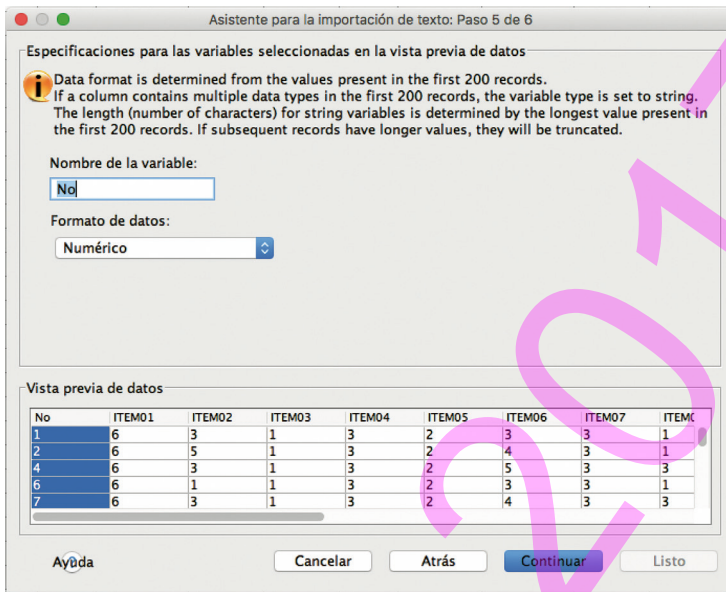 Asistente para la importación de texto: Paso 5 de 6
Especificaciones para las variables seleccionadas en la vista previa de datos
Data format is determined from the values present in the first 200 records.
If a column contains multiple data types in the first 200 records, the variable type is set to string.
The length (number of characters) for string variables is determined by the longest value present in
the first 200 records. If subsequent records have longer values, they will be truncated.
Nombre de la variable:
No
Formato de datos:
Numérico
Vista previa de datos
No ITEM01 ITEM02 ITEM03 ITEM04 ITEM05 ITEM06 ITEM07
1 6 3 1 3 2 3 3 1
2 6 5 1 3 2 4 3 1
4 6 3 1 3 2 5 3 3
6 6 1 1 3 2 3 3 1
7 6 3 1 3 2 4 3 3
Ayuda Cancelar Atrás Continuar Listo
201